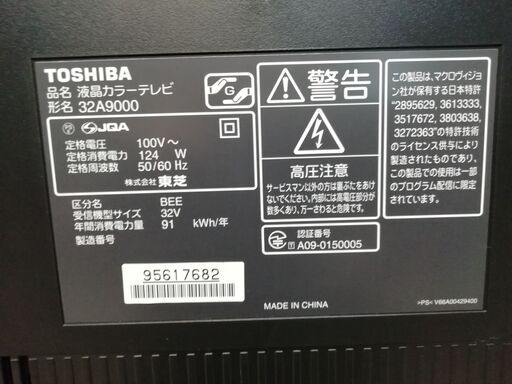 TOSHIBA
品名 液晶カラーテレビ
形名 32A9000
G
JQA
定格電圧 100V～
定格消費電力 124 W
定格周波数 50/60 Hz
株式会社 東芝
区分名 BEE
受信機型サイズ 32V
年間消費電力量 91 kWh/年
製造番号
95617682
警告
高圧注意
サービスマン以外の方は裏ぶたをあけ
ないでください。内部には高電圧部分が
数多くあり、万一さわると危険です。
認証番号
T A09-0150005
MADE IN CHINA
この製品は、マクロヴィジョ
ン社が保有する日本特許
"2895629, 3613333,
3517672, 3803638,
3272363"の特許技術
のライセンス供与により
製造されたものです。こ
の製品での使用は一部
のプログラム配信に限定
されています。
>PS< V66A00429400